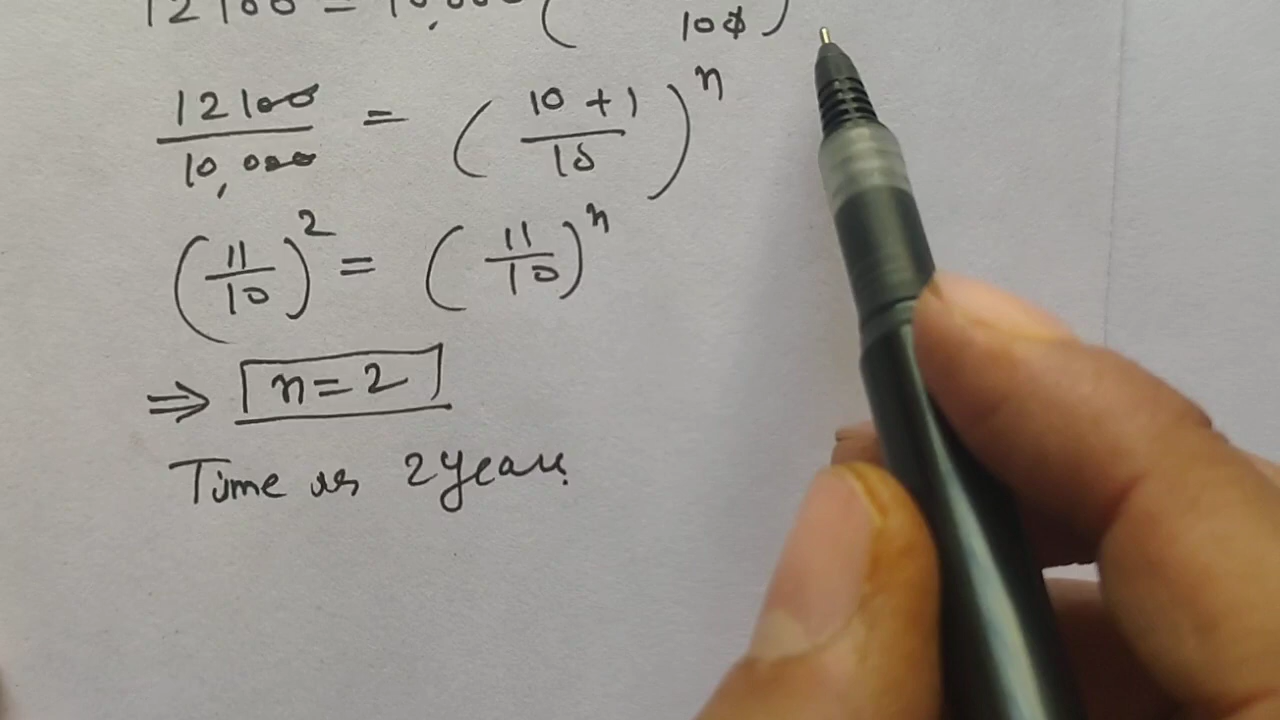 12100 = 10,000 (
100)
12100/10,000 = (10 + 1/10)^n
(11/10)^2 = (11/10)^n
⇒ n = 2
Time is 2 years.